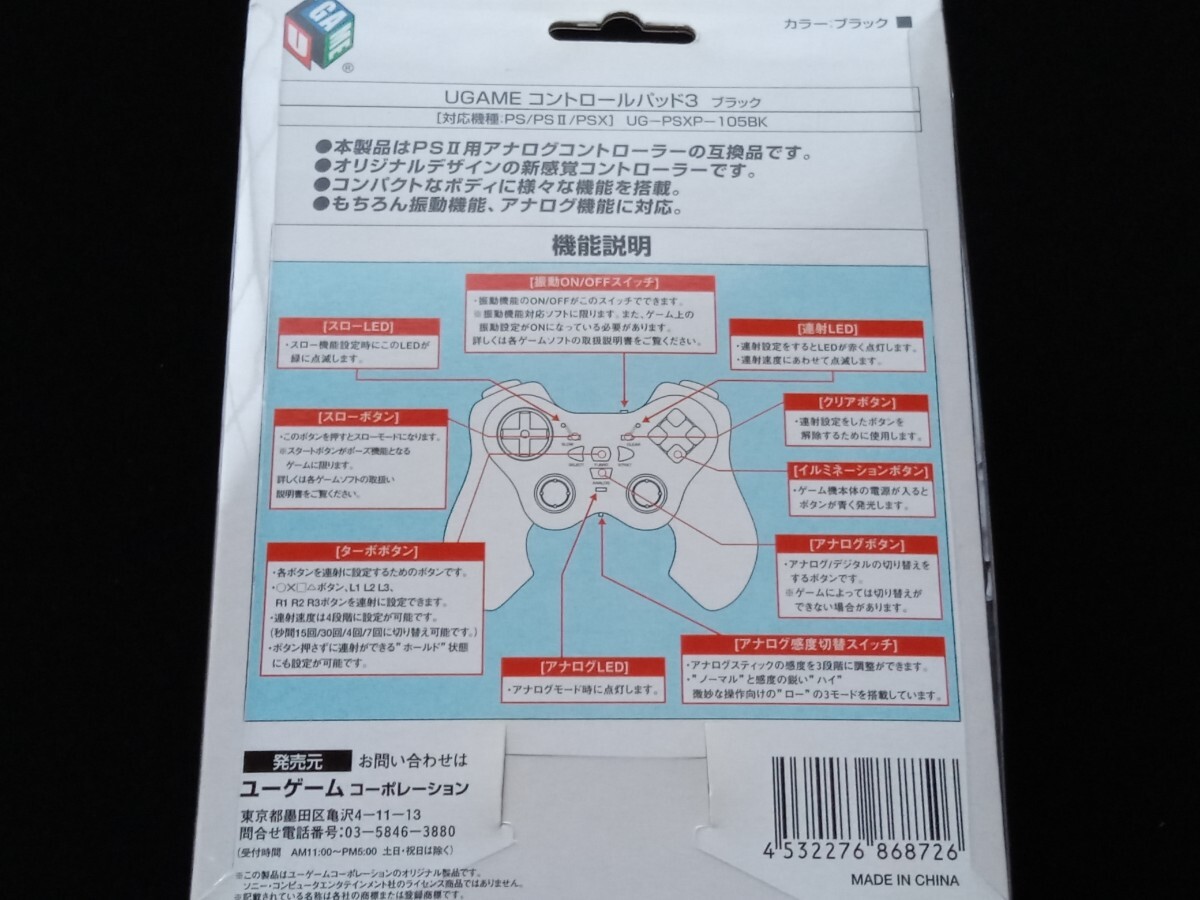 U GAME ®
カラー:ブラック ■
UGAME コントロールパッド3 ブラック
[対応機種:PS/PSⅡ/PSX] UG-PSXP-105BK
●本製品はPSⅡ用アナログコントローラーの互換品です。
●オリジナルデザインの新感覚コントローラーです。
●コンパクトなボディに様々な機能を搭載。
●もちろん振動機能、アナログ機能に対応。
機能説明
[振動ON/OFFスイッチ]
・振動機能のON/OFFがこのスイッチでできます。
※振動機能対応ソフトに限ります。また、ゲーム上の
振動設定がONになっている必要があります。
詳しくは各ゲームソフトの取扱説明書をご覧ください。
[スローLED]
・スロー機能設定時にこのLEDが
緑に点滅します。
[連射LED]
・連射設定をするとLEDが赤く点灯します。
・連射速度にあわせて点滅します。
[スローボタン]
・このボタンを押すとスローモードになります。
※スタートボタンがポーズ機能となる
ゲームに限ります。
詳しくは各ゲームソフトの取扱い
説明書をご覧ください。
[クリアボタン]
・連射設定をしたボタンを
解除するために使用します。
[イルミネーションボタン]
・ゲーム機本体の電源が入ると
ボタンが青く発光します。
SLOW
CLEAR
SELECT
TURBO
START
ANALOG
[ターボボタン]
・各ボタンを連射に設定するためのボタンです。
・○×□△ボタン、L1 L2 L3、
R1 R2 R3ボタンを連射に設定できます。
・連射速度は4段階に設定が可能です。
(秒間15回/30回/4回/7回に切り替え可能です。)
・ボタン押さずに連射ができる"ホールド"状態
にも設定が可能です。
[アナログボタン]
・アナログ/デジタルの切り替えを
するボタンです。
※ゲームによっては切り替えが
できない場合があります。
[アナログLED]
・アナログモード時に点灯します。
[アナログ感度切替スイッチ]
・アナログスティックの感度を3段階に調整ができます。
・"ノーマル"と感度の鋭い"ハイ"
微妙な操作向けの"ロー"の3モードを搭載しています。
発売元 お問い合わせは
ユーゲーム コーポレーション
東京都墨田区亀沢4-11-13
問合せ電話番号:03-5846-3880
(受付時間 AM11:00〜PM5:00 土日・祝日は除く)
※この製品はユーゲームコーポレーションのオリジナル製品です。
ソニー・コンピュータエンタテインメント社のライセンス商品ではありません。
※記載されている名称は各社の商標または登録商標です。
4 532276 868726
MADE IN CHINA